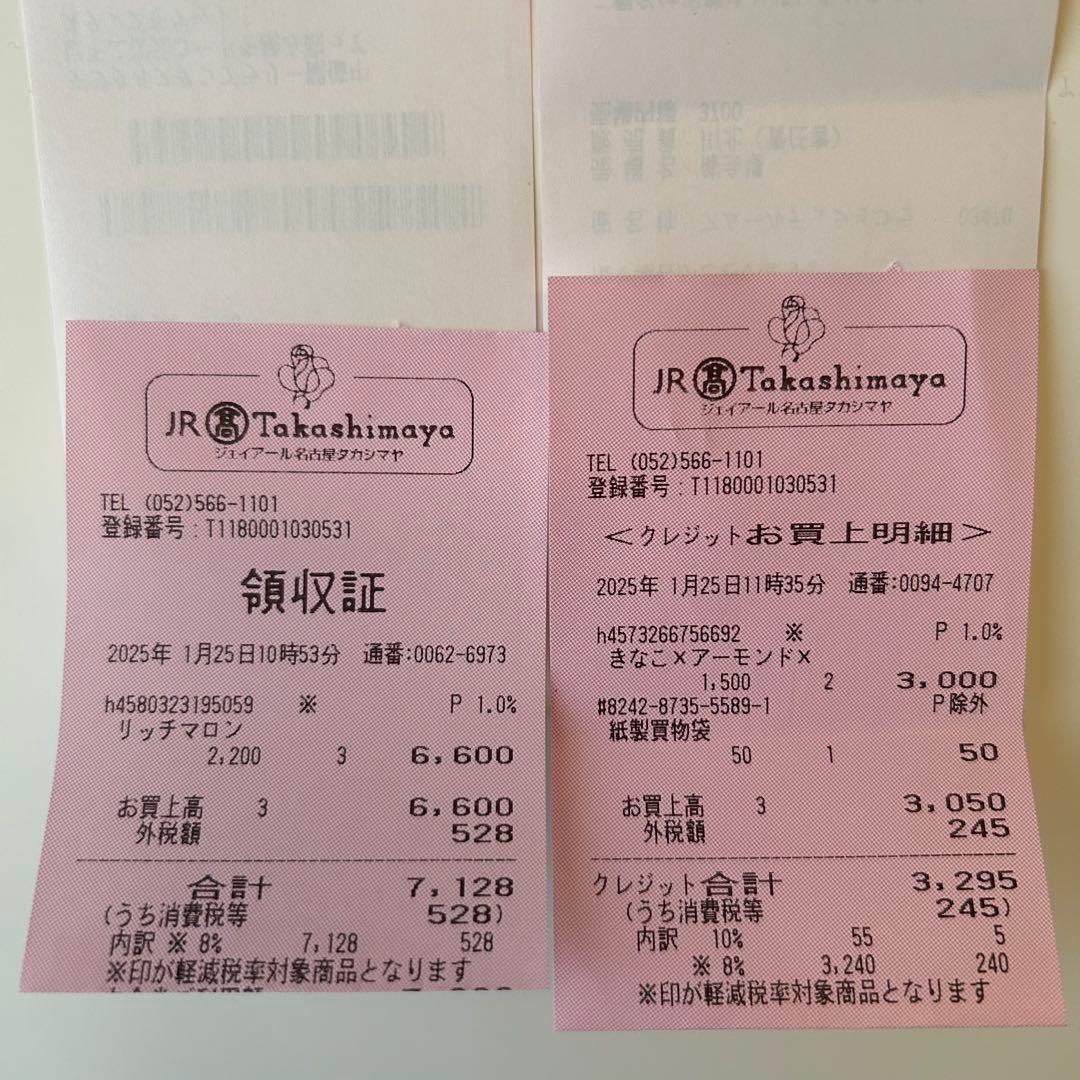 JR 髙 Takashimaya
ジェイアール名古屋タカシマヤ
TEL (052)566-1101
登録番号:T1180001030531
領収証
2025年 1月25日10時53分 通番:0062-6973
h4580323195059 ※ P 1.0%
リッチマロン
2,200 3 6,600
お買上高 3 6,600
外税額 528
合計 7,128
(うち消費税等 528)
内訳 ※ 8% 7,128 528
※印が軽減税率対象商品となります
JR 髙 Takashimaya
ジェイアール名古屋タカシマヤ
TEL (052)566-1101
登録番号:T1180001030531
<クレジットお買上明細>
2025年 1月25日11時35分 通番:0094-4707
h4573266756692 ※ P 1.0%
きなこ×アーモンド×
1,500 2 3,000
#8242-8735-5589-1 P除外
紙製買物袋
50 1 50
お買上高 3 3,050
外税額 245
クレジット合計 3,295
(うち消費税等 245)
内訳 10% 55 5
※ 8% 3,240 240
※印が軽減税率対象商品となります